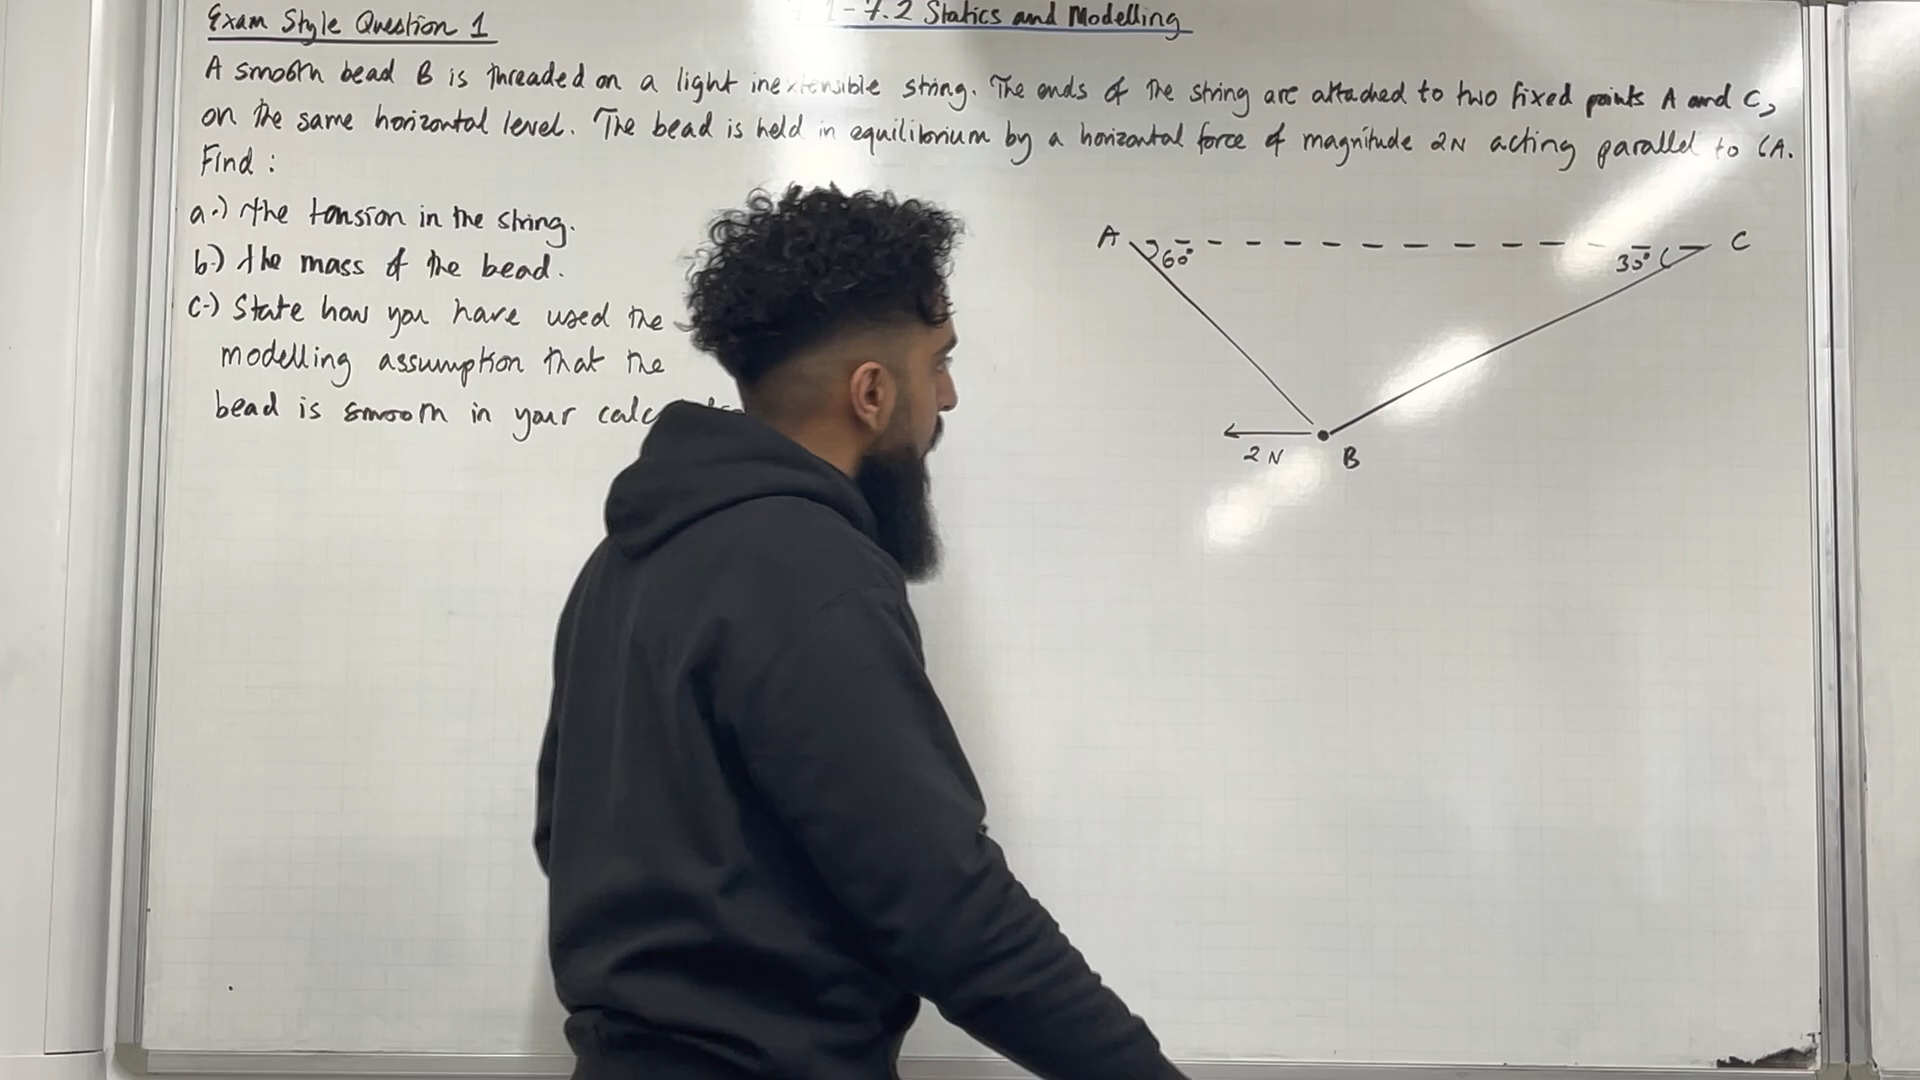 Exam Style Question 1
- 7.2 Statics and Modelling
A smooth bead B is threaded on a light inextensible string. The ends of the string are attached to two fixed points A and C,
on the same horizontal level. The bead is held in equilibrium by a horizontal force of magnitude 2N acting parallel to CA.
Find :
a.) the tension in the string.
b.) the mass of the bead.
c.) State how you have used the
modelling assumption that the
bead is smooth in your
A 60° 30° C
2 N B